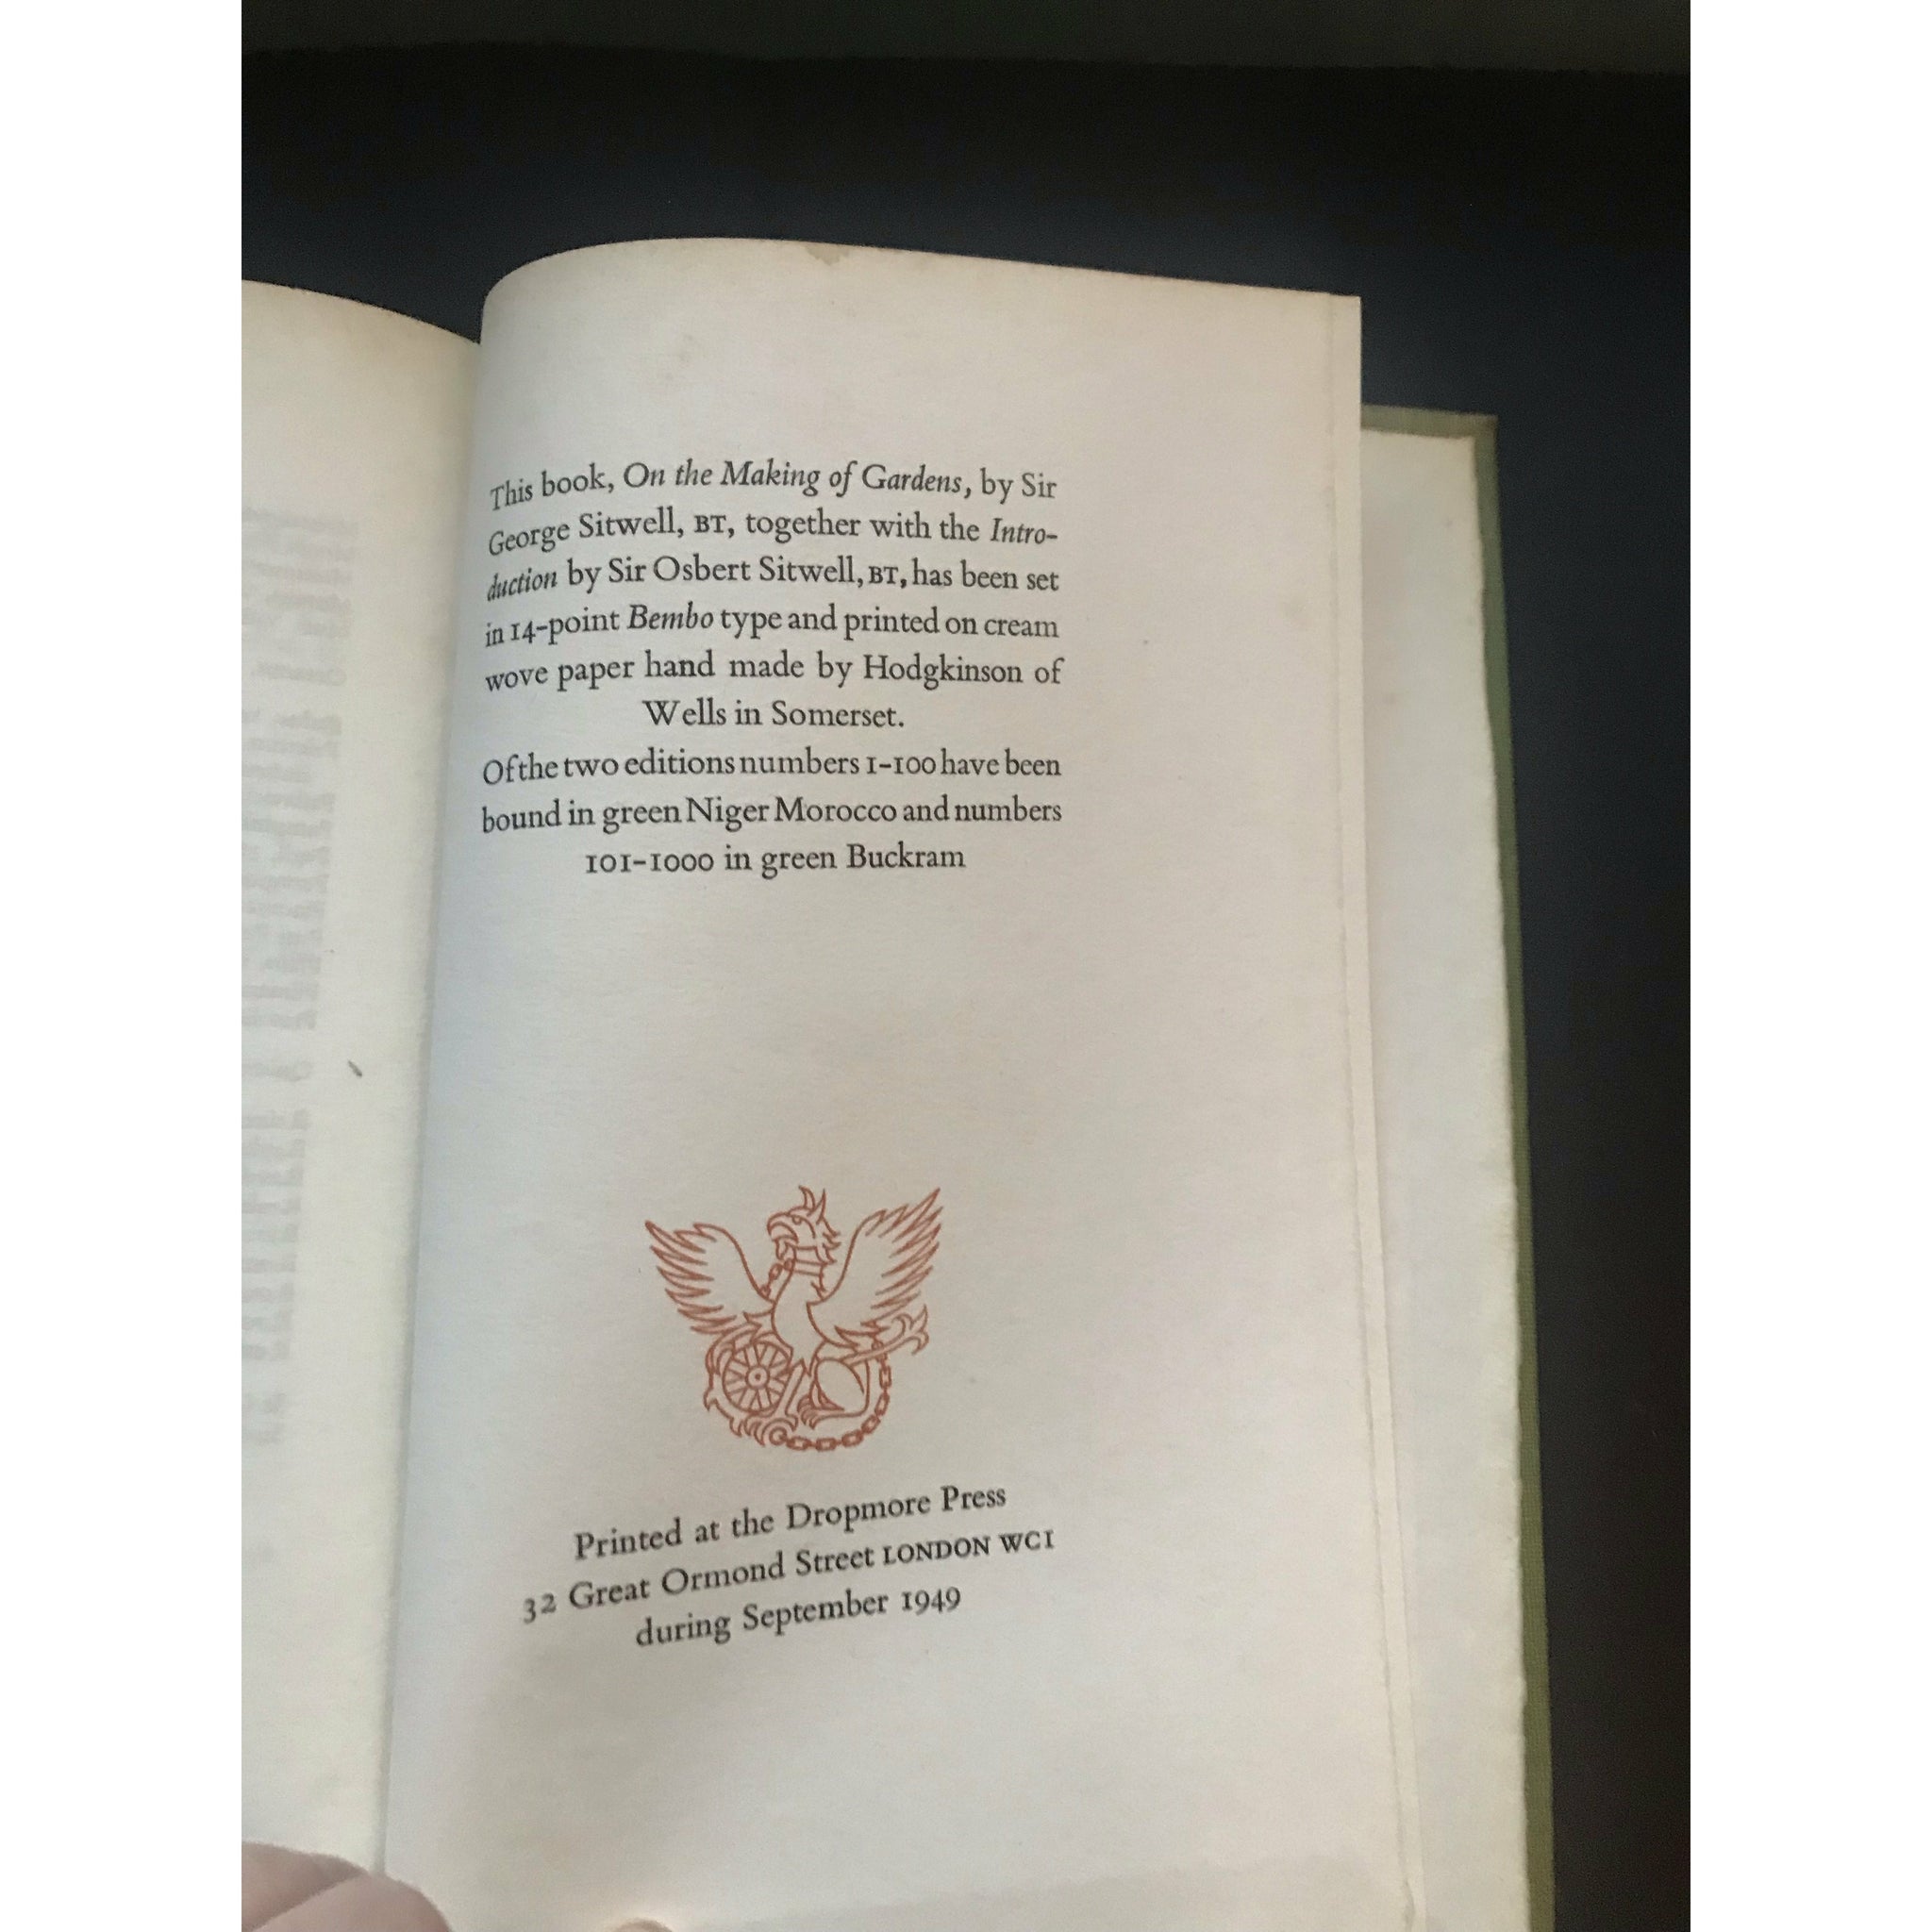 This book, On the Making of Gardens, by Sir
George Sitwell, BT, together with the Intro-
duction by Sir Osbert Sitwell, BT, has been set
in 14-point Bembo type and printed on cream
wove paper hand made by Hodgkinson of
Wells in Somerset.
Of the two editions numbers 1-100 have been
bound in green Niger Morocco and numbers
101-1000 in green Buckram
Printed at the Dropmore Press
32 Great Ormond Street LONDON WC1
during September 1949